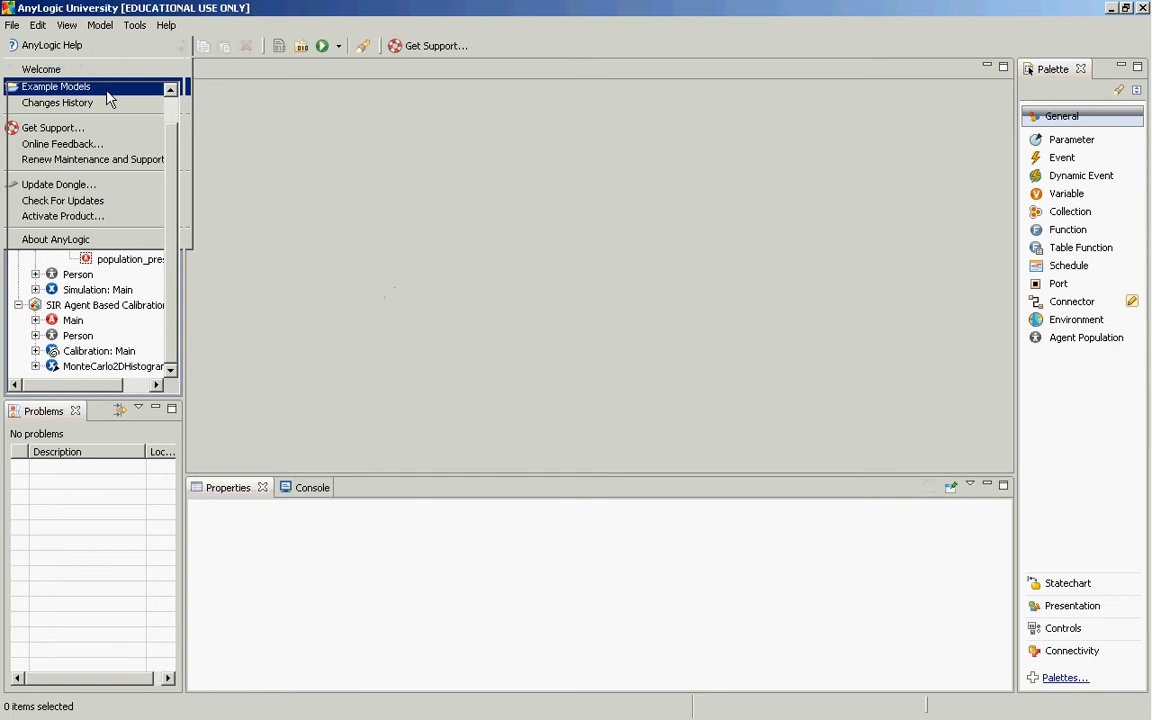 AnyLogic University [EDUCATIONAL USE ONLY]
File Edit View Model Tools Help
AnyLogic Help
Get Support...
Welcome
Example Models
Changes History
Get Support...
Online Feedback...
Renew Maintenance and Support
Update Dongle...
Check For Updates
Activate Product...
About AnyLogic
population_pres
Person
Simulation: Main
SIR Agent Based Calibration
Main
Person
Calibration: Main
MonteCarlo2DHistogram
Problems
No problems
Description Loc...
Properties Console
Palette
General
Parameter
Event
Dynamic Event
Variable
Collection
Function
Table Function
Schedule
Port
Connector
Environment
Agent Population
Statechart
Presentation
Controls
Connectivity
Palettes...
0 items selected